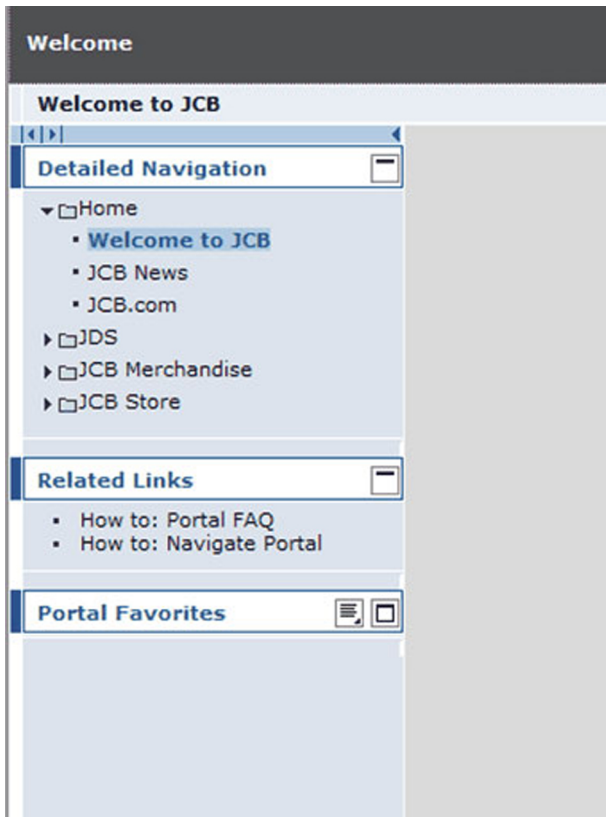 Welcome
Welcome to JCB
Detailed Navigation
Home
Welcome to JCB
JCB News
JCB.com
JDS
JCB Merchandise
JCB Store
Related Links
How to: Portal FAQ
How to: Navigate Portal
Portal Favorites